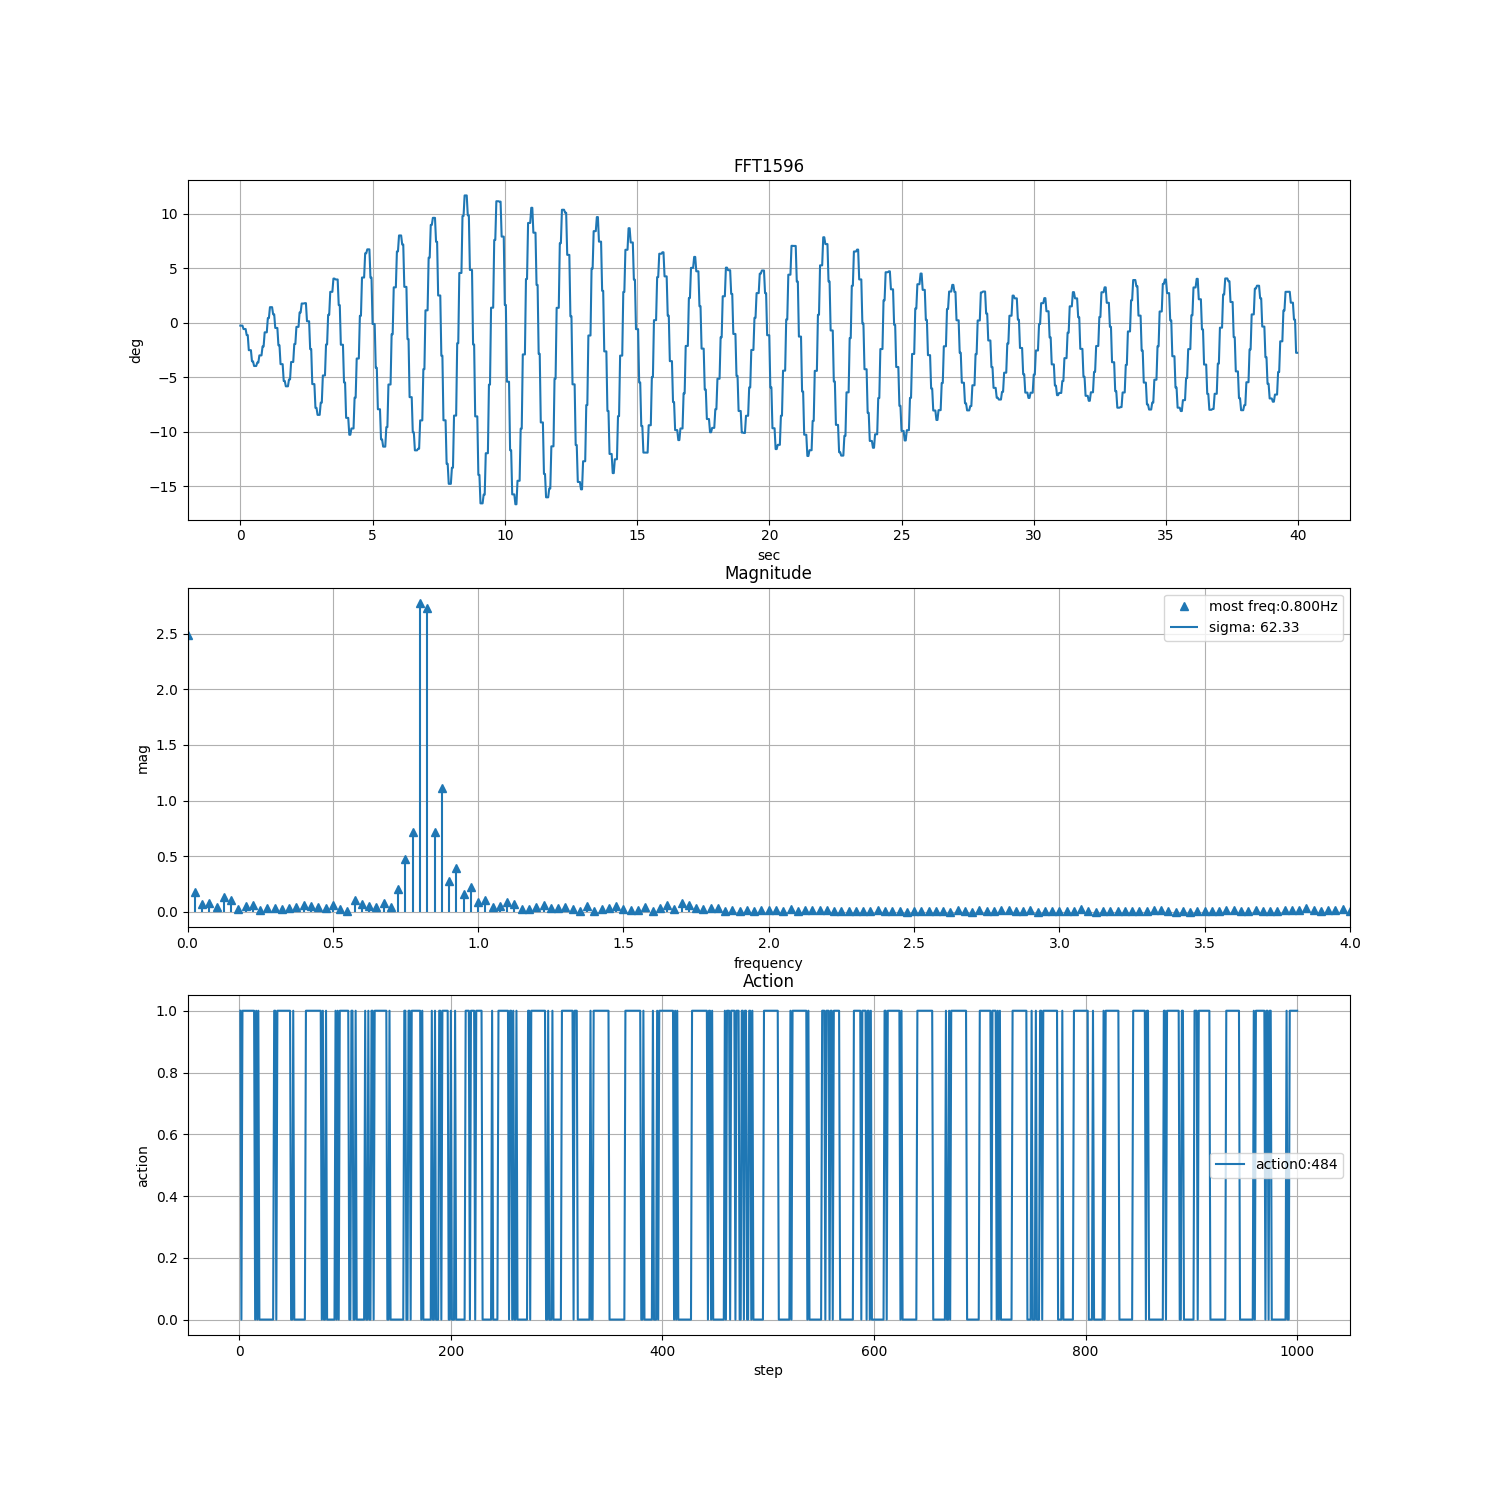 FFT1596
10
5
0
−5
−10
−15
deg
0 5 10 15 20 25 30 35 40
sec
Magnitude
most freq:0.800Hz
sigma: 62.33
2.5
2.0
1.5
1.0
0.5
0.0
mag
0.0 0.5 1.0 1.5 2.0 2.5 3.0 3.5 4.0
frequency
Action
1.0
0.8
0.6
0.4
0.2
0.0
action
action0:484
0 200 400 600 800 1000
step